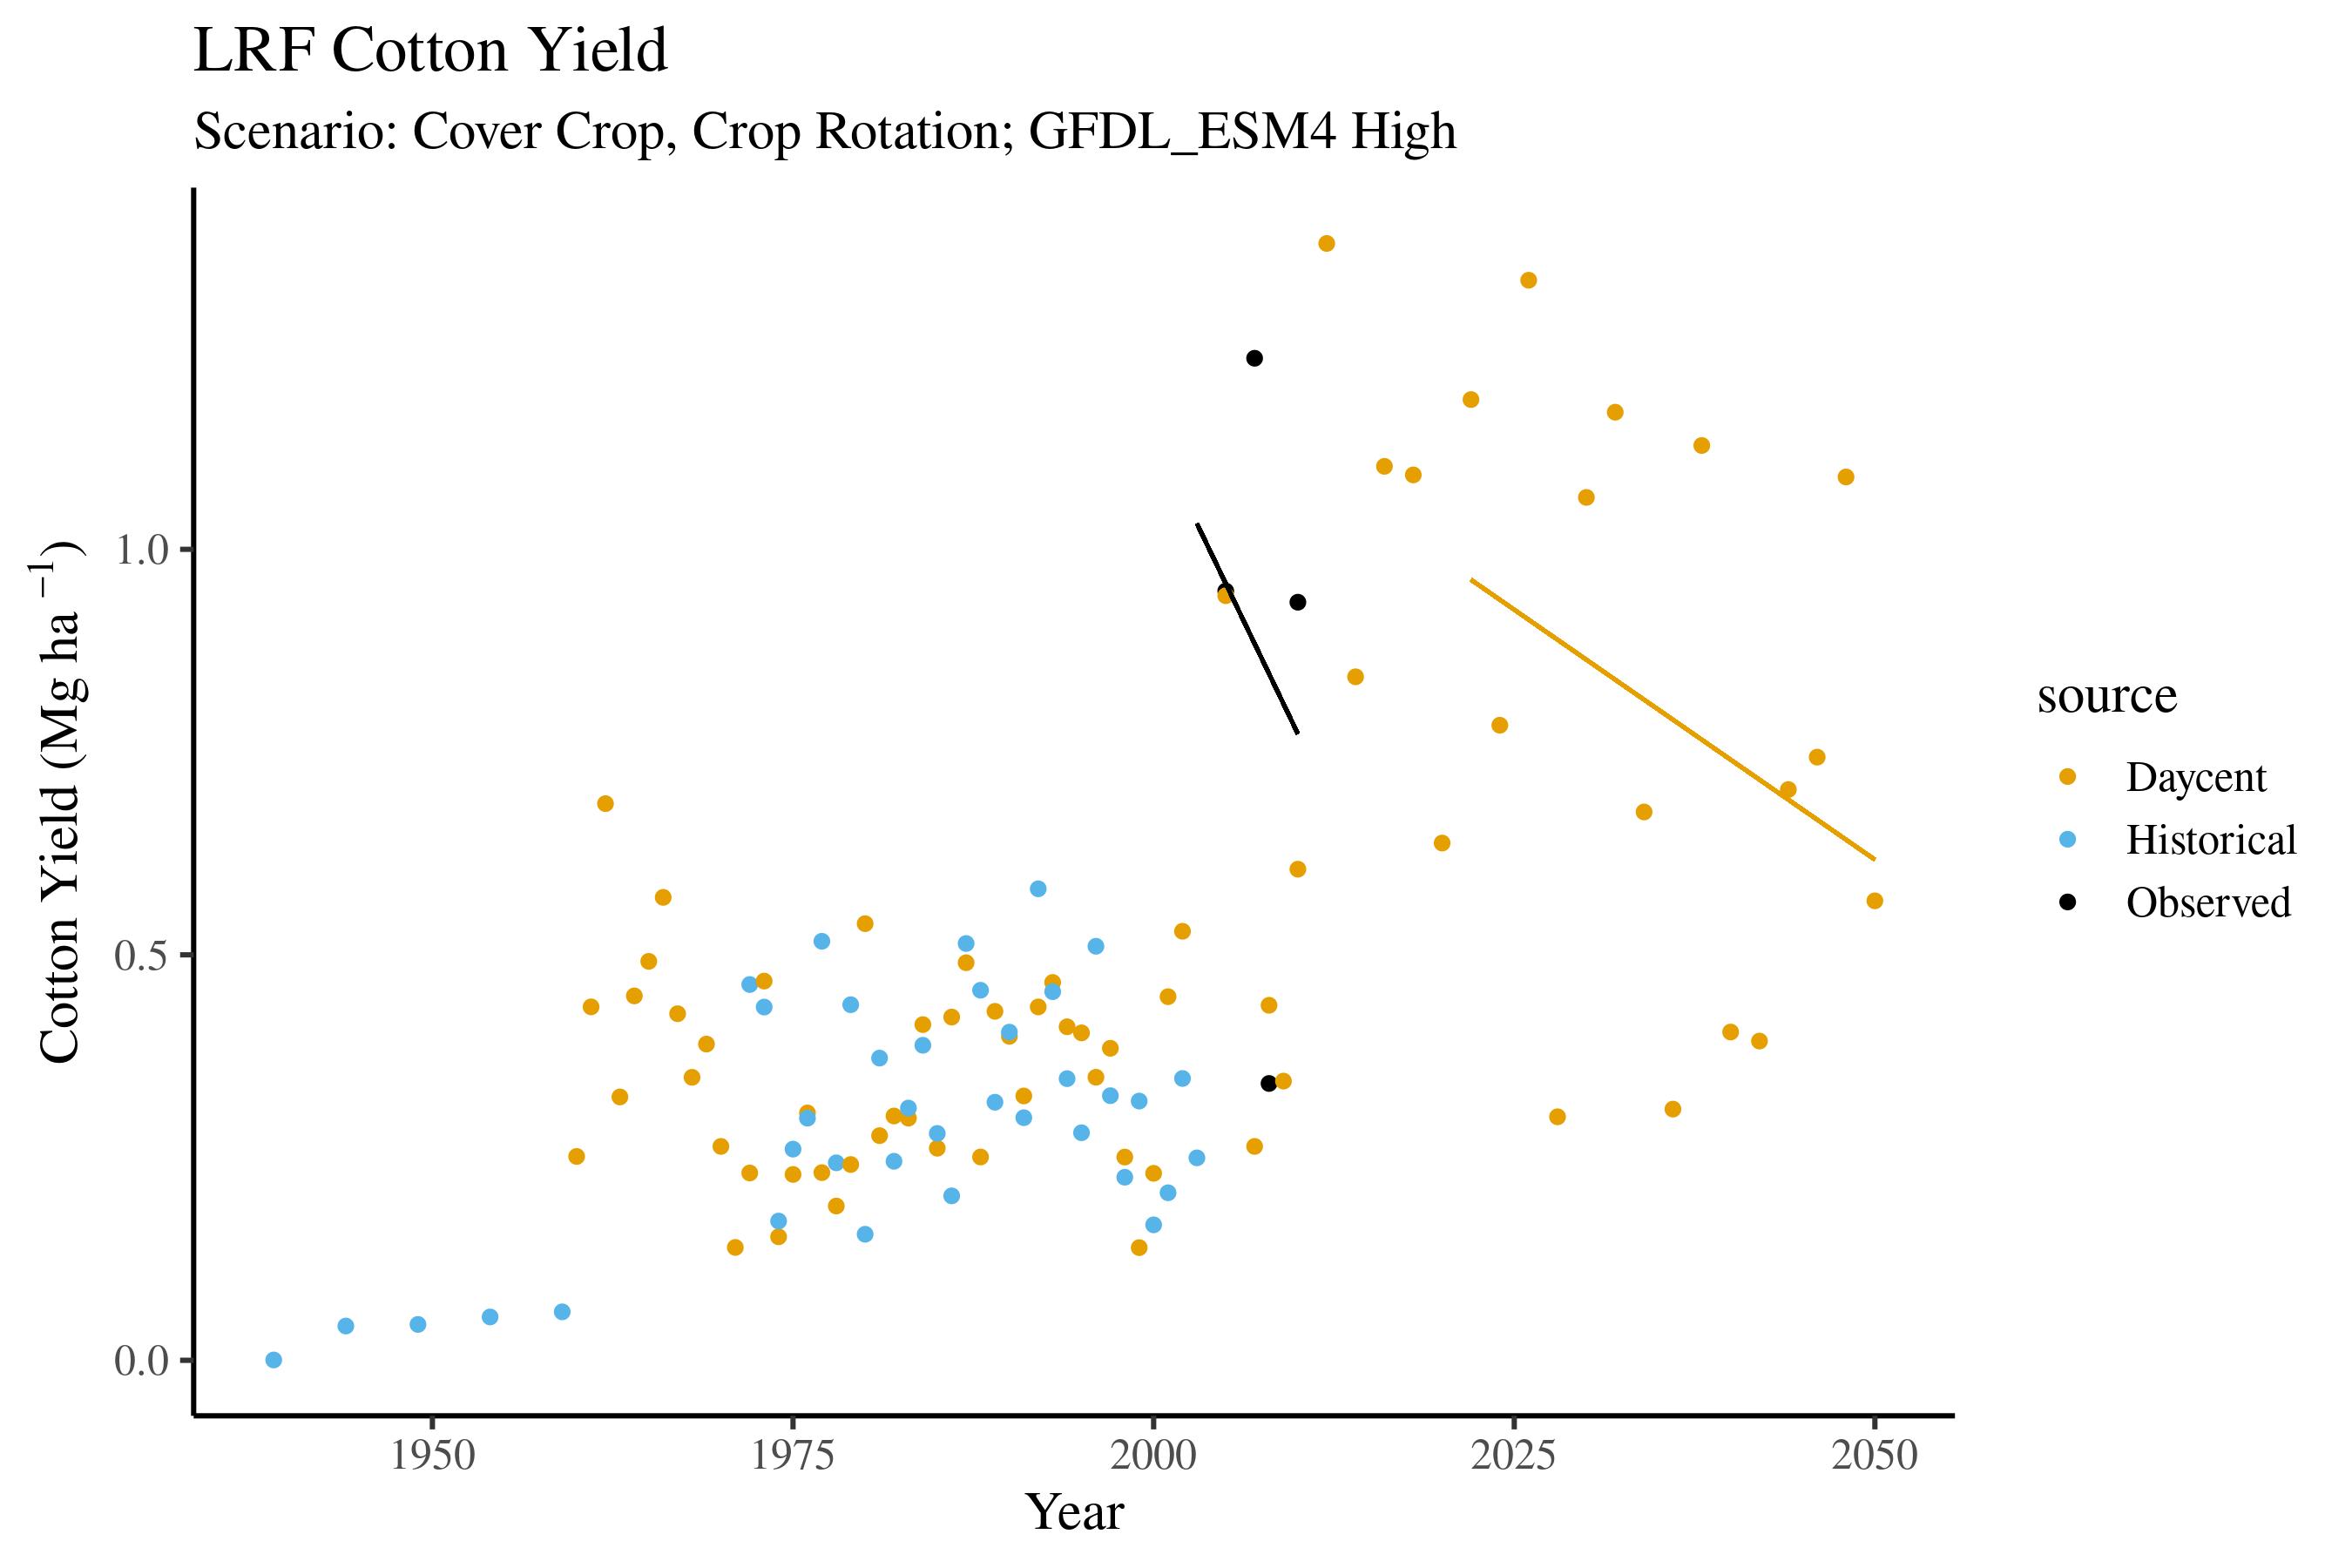 LRF Cotton Yield
Scenario: Cover Crop, Crop Rotation; GFDL_ESM4 High
Cotton Yield (Mg ha −1)
1.0
0.5
0.0
1950 1975 2000 2025 2050
Year
source
Daycent
Historical
Observed